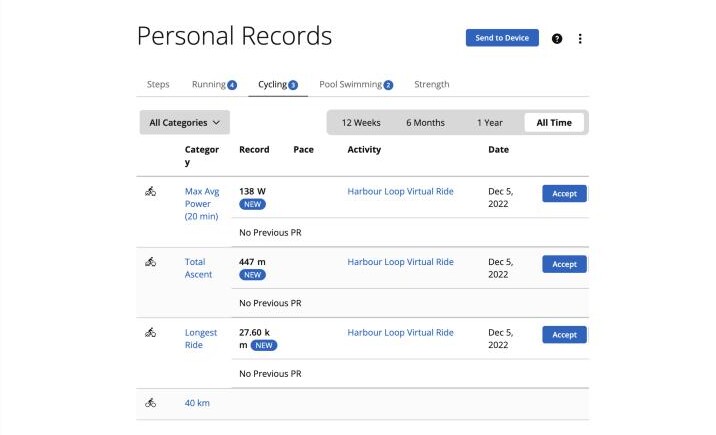 Personal Records
Send to Device ?
Steps Running 4 Cycling 3 Pool Swimming 2 Strength
All Categories 12 Weeks 6 Months 1 Year All Time
Categor Record Pace Activity Date
y
Max Avg 138 W Harbour Loop Virtual Ride Dec 5, Accept
Power NEW 2022
(20 min)
No Previous PR
Total 447 m Harbour Loop Virtual Ride Dec 5, Accept
Ascent NEW 2022
No Previous PR
Longest 27.60 k Harbour Loop Virtual Ride Dec 5, Accept
Ride m NEW 2022
No Previous PR
40 km